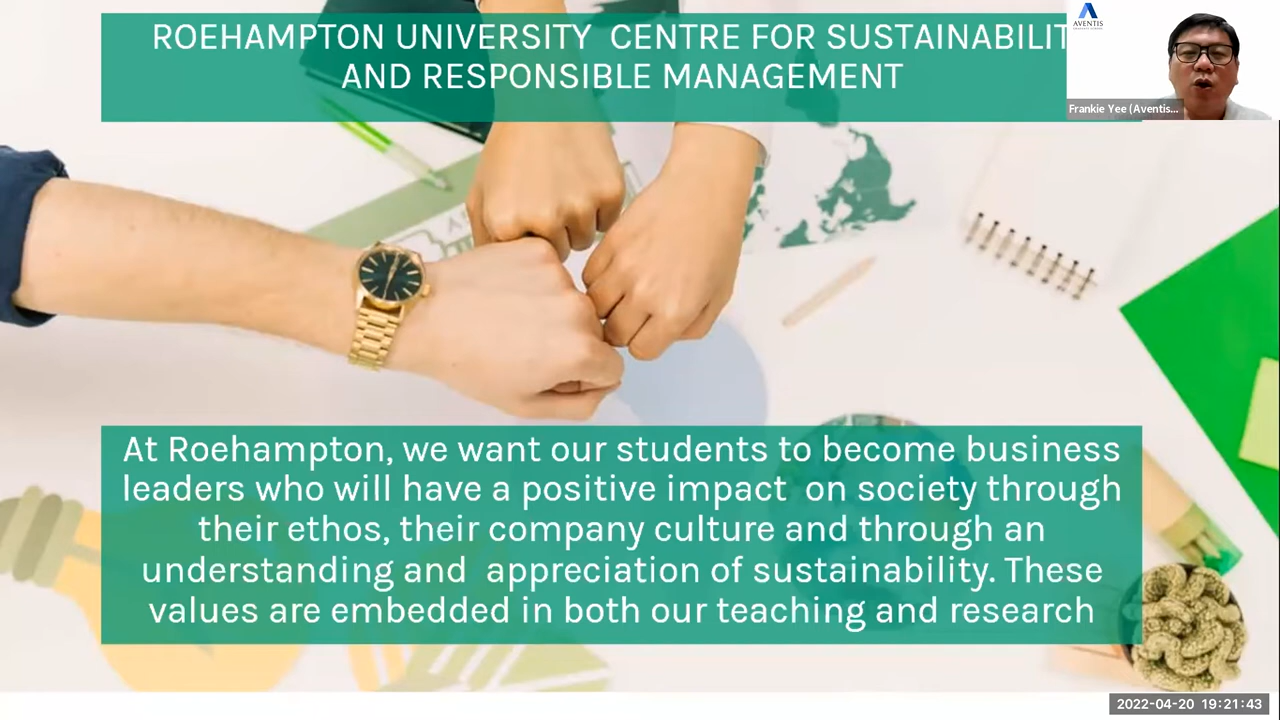 ROEHAMPTON UNIVERSITY CENTRE FOR SUSTAINABILIT
AND RESPONSIBLE MANAGEMENT
AVENTIS
Frankie Yee (Aventis...
At Roehampton, we want our students to become business
leaders who will have a positive impact on society through
their ethos, their company culture and through an
understanding and appreciation of sustainability. These
values are embedded in both our teaching and research
2022-04-20 19:21:43